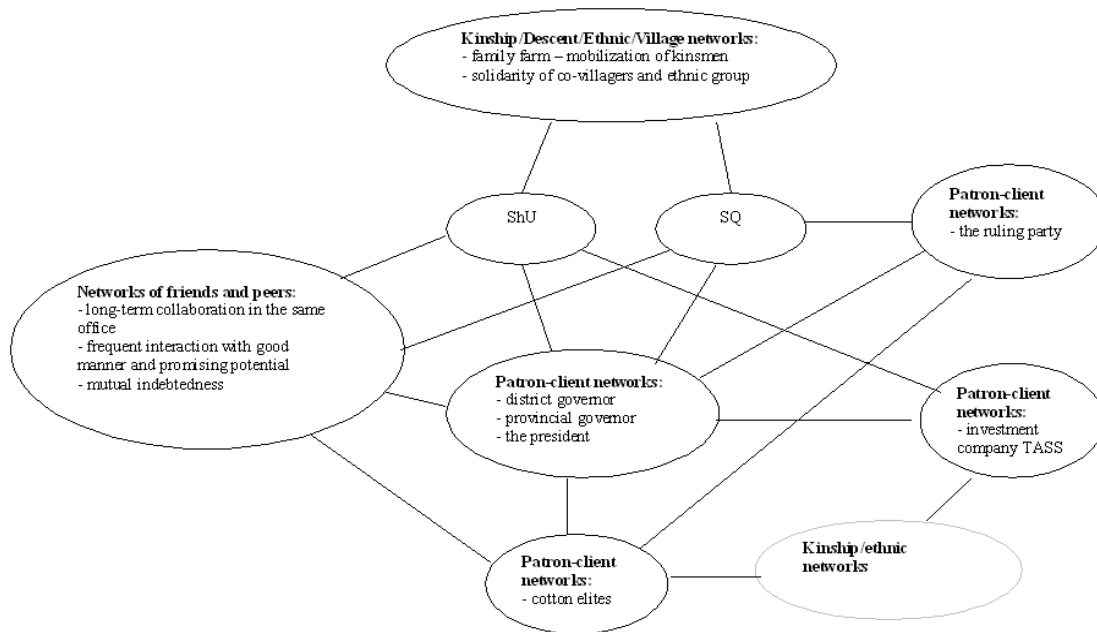 Kinship/Descent/Ethnic/Village networks:
- family farm – mobilization of kinsmen
- solidarity of co-villagers and ethnic group
ShU
SQ
Patron-client
networks:
- the ruling party
Networks of friends and peers:
- long-term collaboration in the same
office
- frequent interaction with good
manner and promising potential
- mutual indebtedness
Patron-client networks:
- district governor
- provincial governor
- the president
Patron-client
networks:
- investment
company TASS
Patron-client
networks:
- cotton elites
Kinship/ethnic
networks